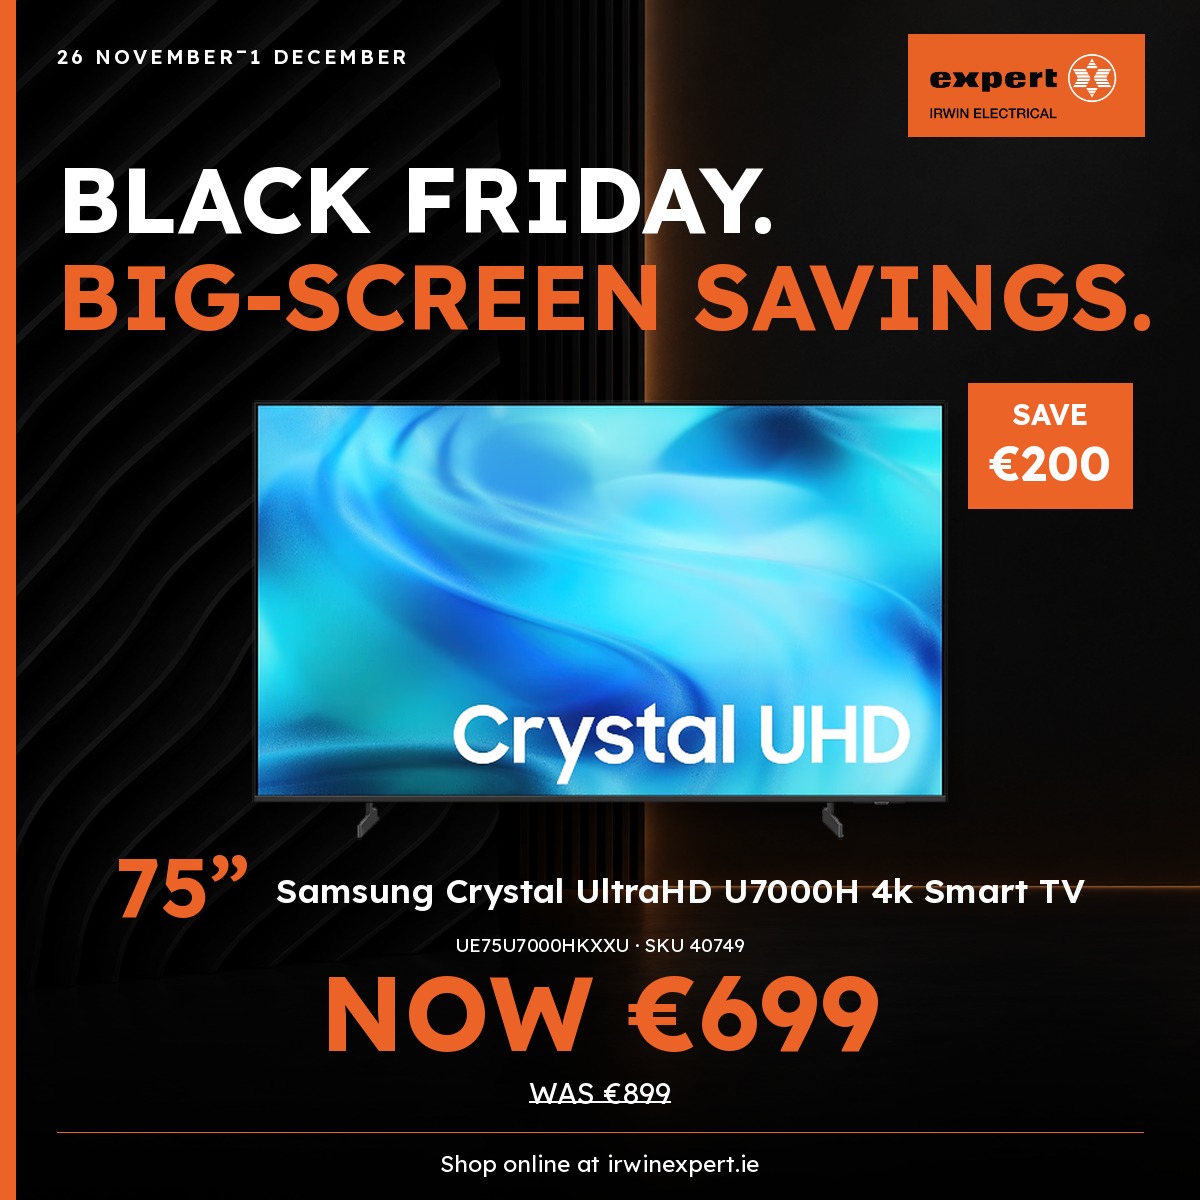 26 NOVEMBER–1 DECEMBER
expert
IRWIN ELECTRICAL
BLACK FRIDAY.
BIG-SCREEN SAVINGS.
SAVE
€200
Crystal UHD
75” Samsung Crystal UltraHD U7000H 4k Smart TV
UE75U7000HKXXU · SKU 40749
NOW €699
WAS €899
Shop online at irwinexpert.ie